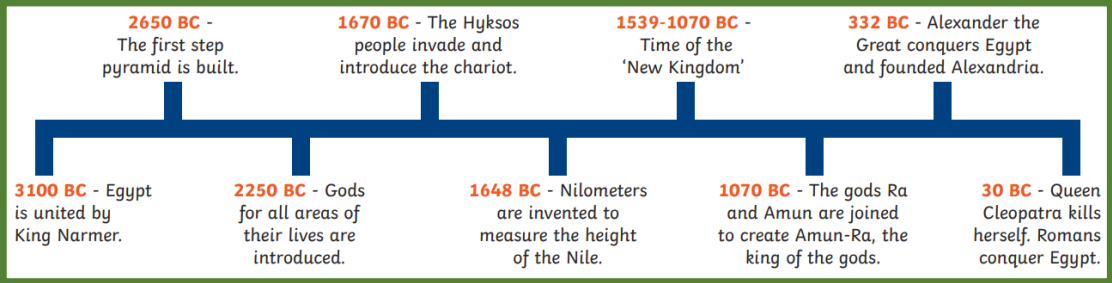 2650 BC -
The first step
pyramid is built.
1670 BC - The Hyksos
people invade and
introduce the chariot.
1539-1070 BC -
Time of the
‘New Kingdom’
332 BC - Alexander the
Great conquers Egypt
and founded Alexandria.
3100 BC - Egypt
is united by
King Narmer.
2250 BC - Gods
for all areas of
their lives are
introduced.
1648 BC - Nilometers
are invented to
measure the height
of the Nile.
1070 BC - The gods Ra
and Amun are joined
to create Amun-Ra, the
king of the gods.
30 BC - Queen
Cleopatra kills
herself. Romans
conquer Egypt.